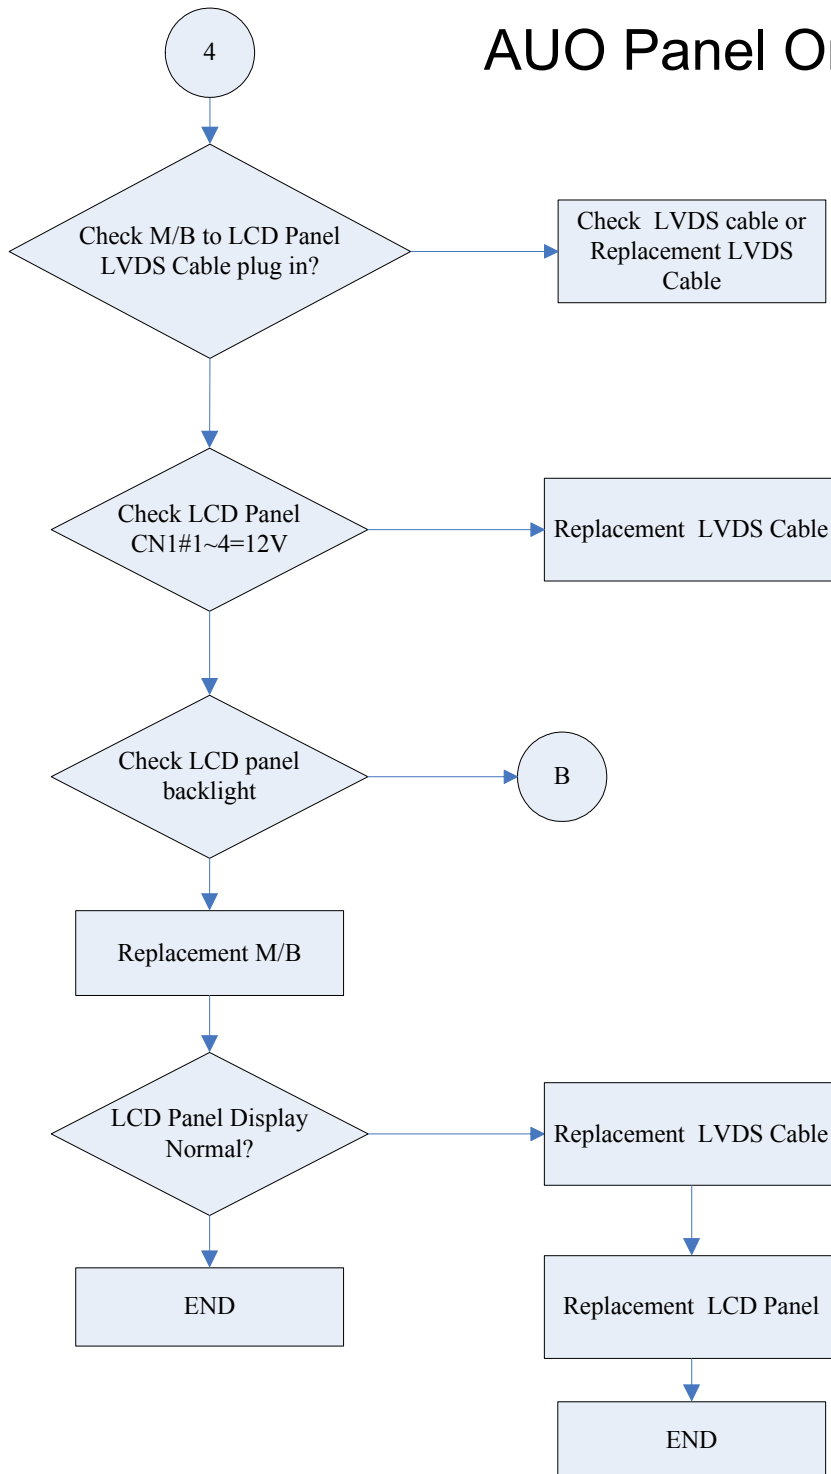 4
AUO Panel
Check M/B to LCD Panel
LVDS Cable plug in?
Check LVDS cable or
Replacement LVDS
Cable
Check LCD Panel
CN1#1~4=12V
Replacement LVDS Cable
Check LCD panel
backlight
B
Replacement M/B
LCD Panel Display
Normal?
Replacement LVDS Cable
END
Replacement LCD Panel
END